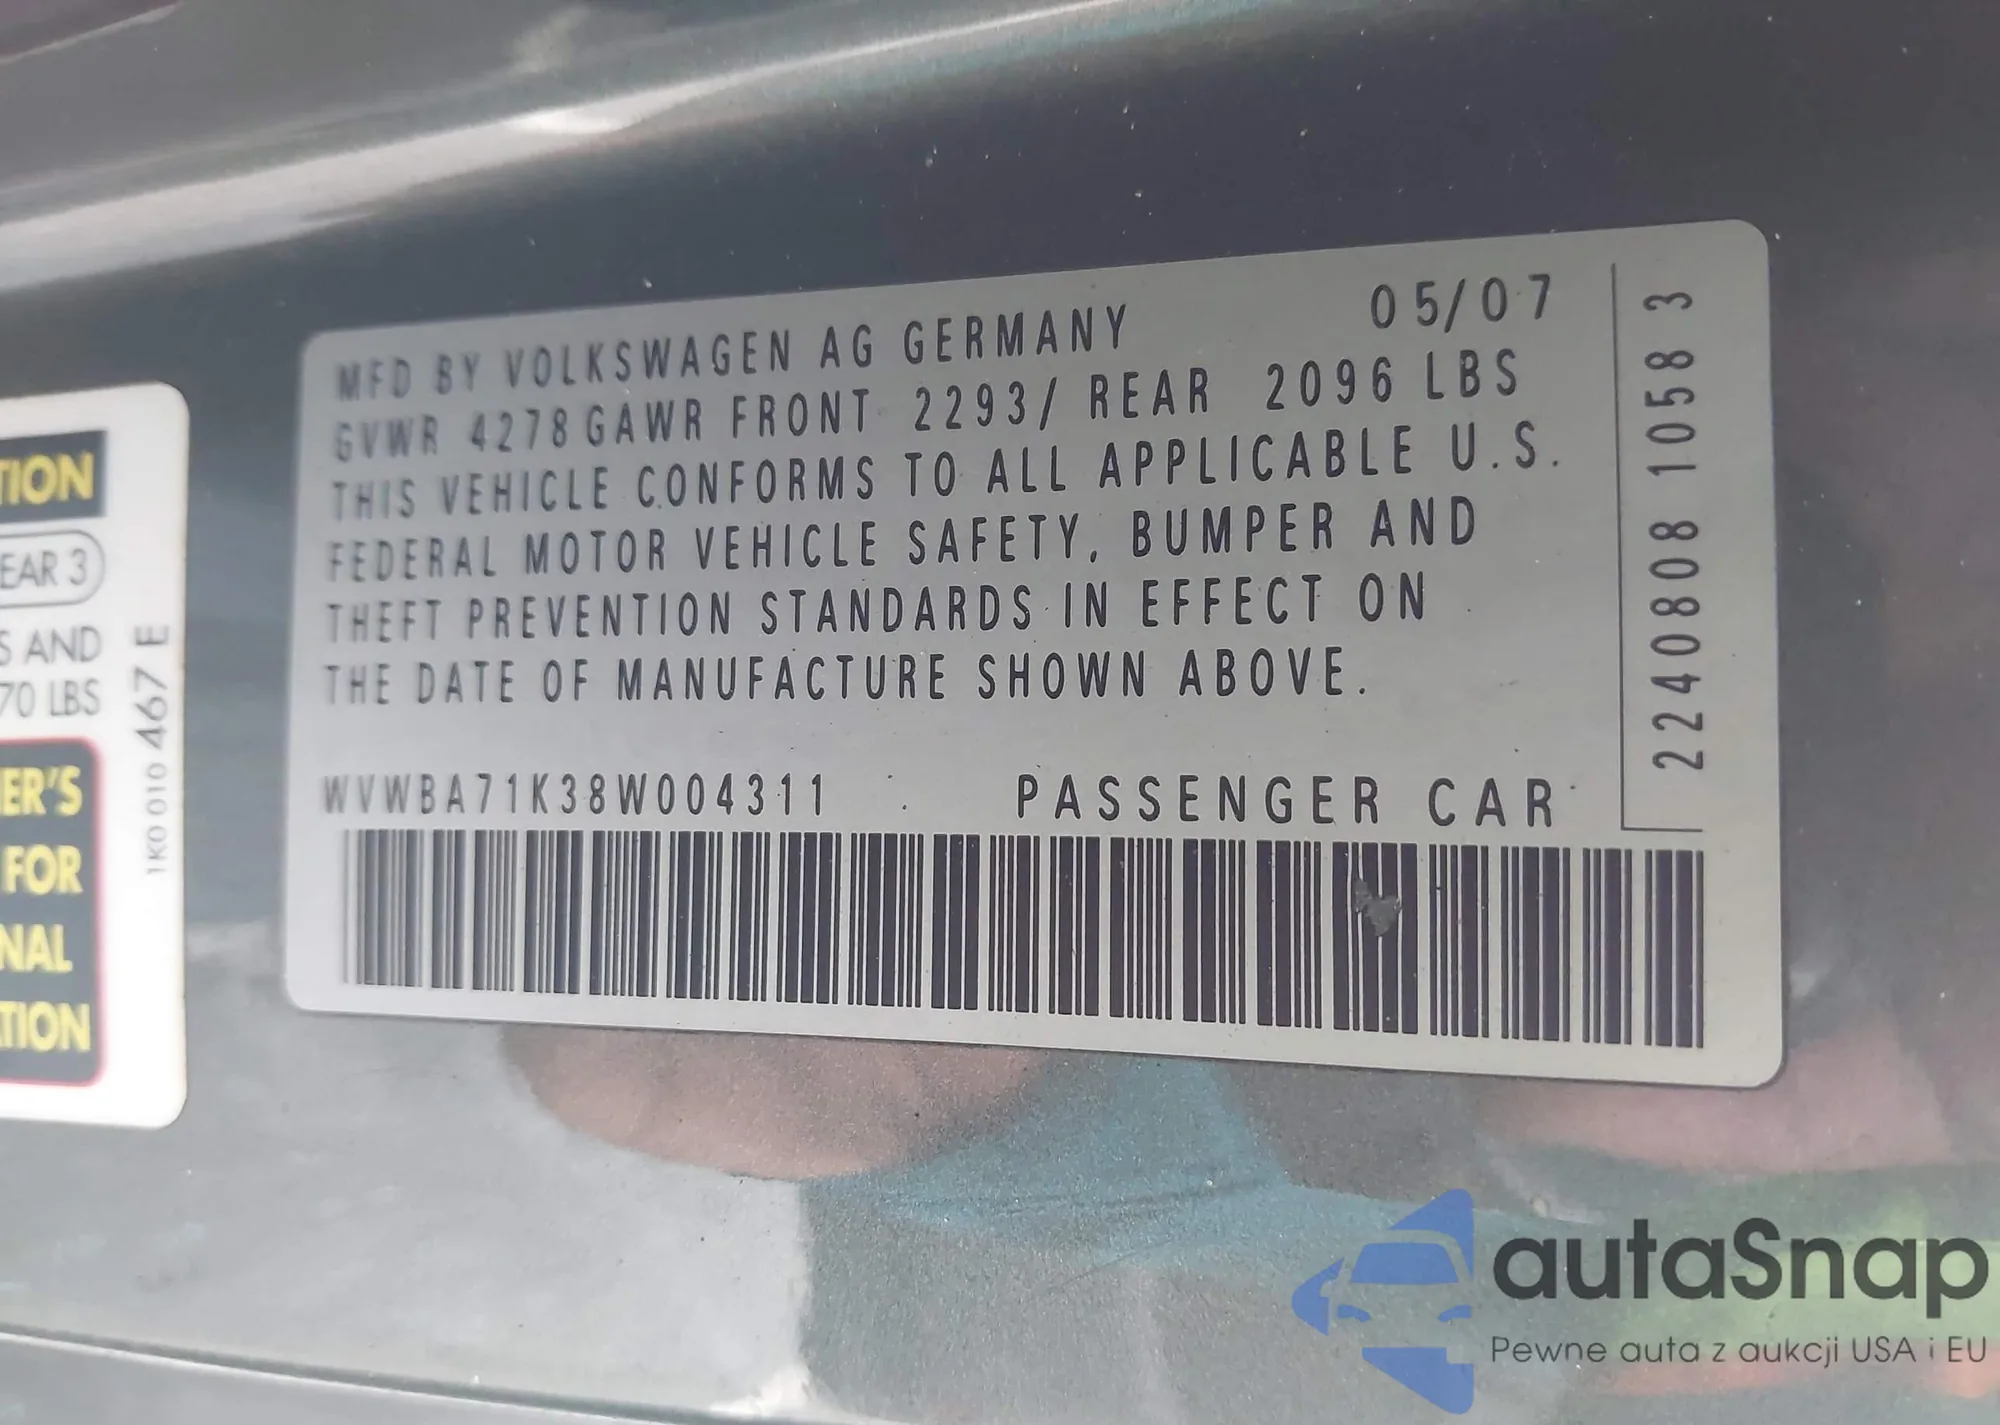 TION
EAR 3
S AND
70 LBS
ER'S
FOR
NAL
TION
1K0 010 467 E
MFD BY VOLKSWAGEN AG GERMANY 05/07
GVWR 4278 GAWR FRONT 2293/ REAR 2096 LBS
THIS VEHICLE CONFORMS TO ALL APPLICABLE U.S.
FEDERAL MOTOR VEHICLE SAFETY, BUMPER AND
THEFT PREVENTION STANDARDS IN EFFECT ON
THE DATE OF MANUFACTURE SHOWN ABOVE.
WVWBA71K38W004311 PASSENGER CAR
2240808 1058 3
autaSnap
Pewne auta z aukcji USA i EU